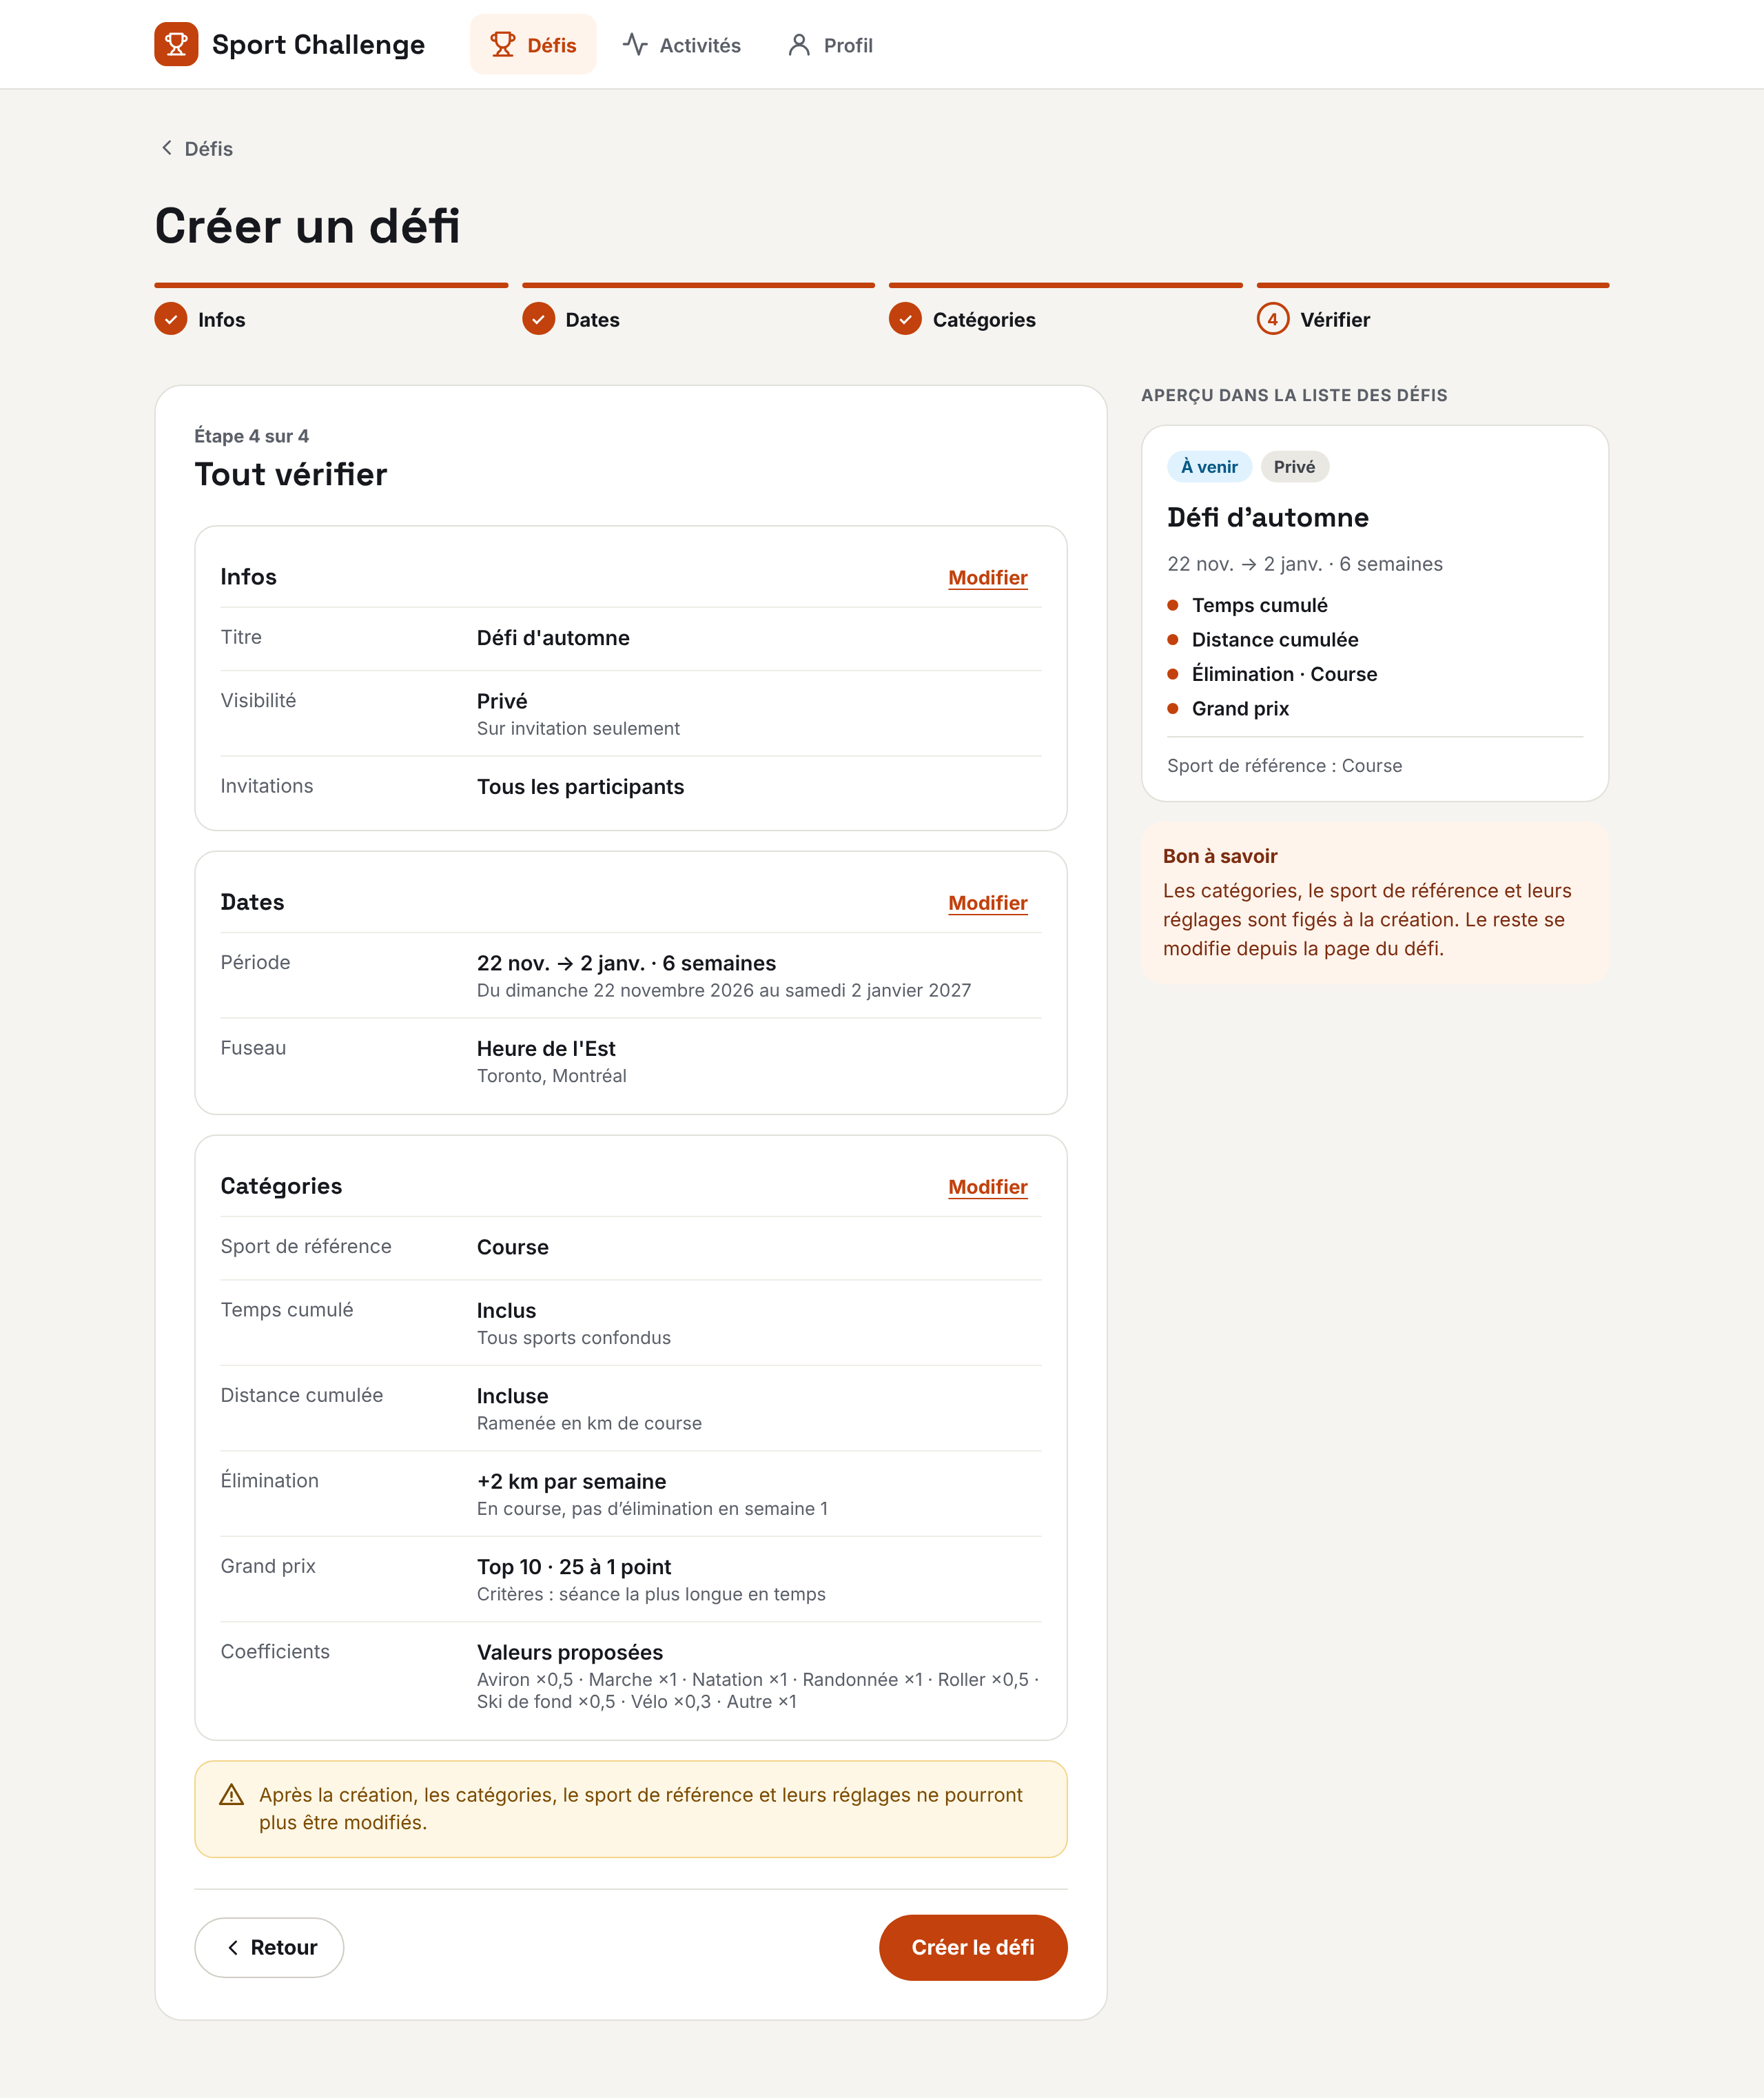 Sport Challenge
Défis
Activités
Profil
Défis
Créer un défi
Infos
Dates
Catégories
4
Vérifier
Étape 4 sur 4
Tout vérifier
Infos
Modifier
Titre
Défi d'automne
Visibilité
Privé
Sur invitation seulement
Invitations
Tous les participants
Dates
Modifier
Période
22 nov. → 2 janv. · 6 semaines
Du dimanche 22 novembre 2026 au samedi 2 janvier 2027
Fuseau
Heure de l'Est
Toronto, Montréal
Catégories
Modifier
Sport de référence
Course
Temps cumulé
Inclus
Tous sports confondus
Distance cumulée
Incluse
Ramenée en km de course
Élimination
+2 km par semaine
En course, pas d’élimination en semaine 1
Grand prix
Top 10 · 25 à 1 point
Critères : séance la plus longue en temps
Coefficients
Valeurs proposées
Aviron ×0,5 · Marche ×1 · Natation ×1 · Randonnée ×1 · Roller ×0,5 ·
Ski de fond ×0,5 · Vélo ×0,3 · Autre ×1
Après la création, les catégories, le sport de référence et leurs réglages ne pourront
plus être modifiés.
Retour
Créer le défi
APERÇU DANS LA LISTE DES DÉFIS
À venir
Privé
Défi d’automne
22 nov. → 2 janv. · 6 semaines
Temps cumulé
Distance cumulée
Élimination · Course
Grand prix
Sport de référence : Course
Bon à savoir
Les catégories, le sport de référence et leurs
réglages sont figés à la création. Le reste se
modifie depuis la page du défi.